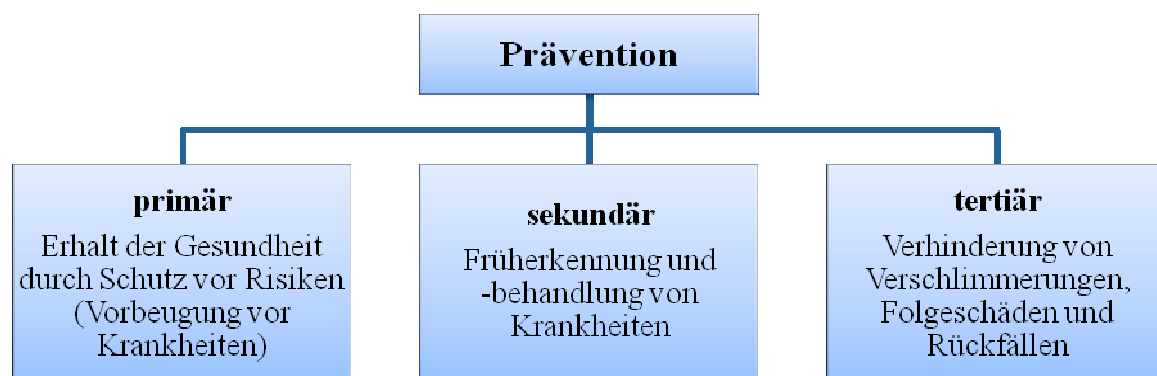 Prävention
primär
Erhalt der Gesundheit
durch Schutz vor Risiken
(Vorbeugung vor
Krankheiten)
sekundär
Früherkennung und
-behandlung von
Krankheiten
tertiär
Verhinderung von
Verschlimmerungen,
Folgeschäden und
Rückfällen